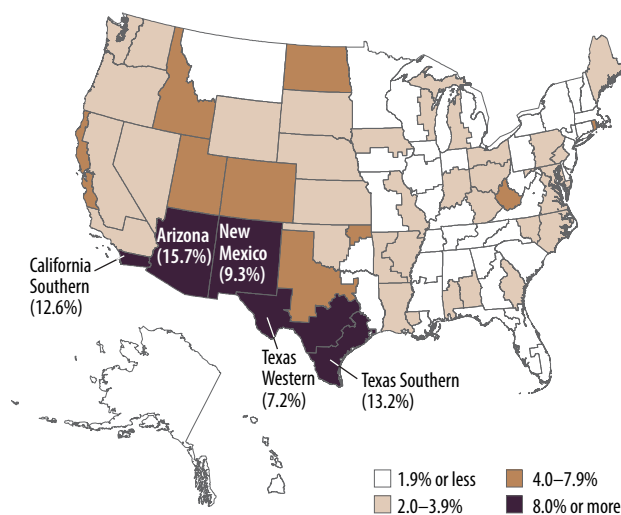 Arizona
(15.7%)
New
Mexico
(9.3%)
California
Southern
(12.6%)
Texas
Western
(7.2%)
Texas Southern
(13.2%)
1.9% or less
2.0–3.9%
4.0–7.9%
8.0% or more